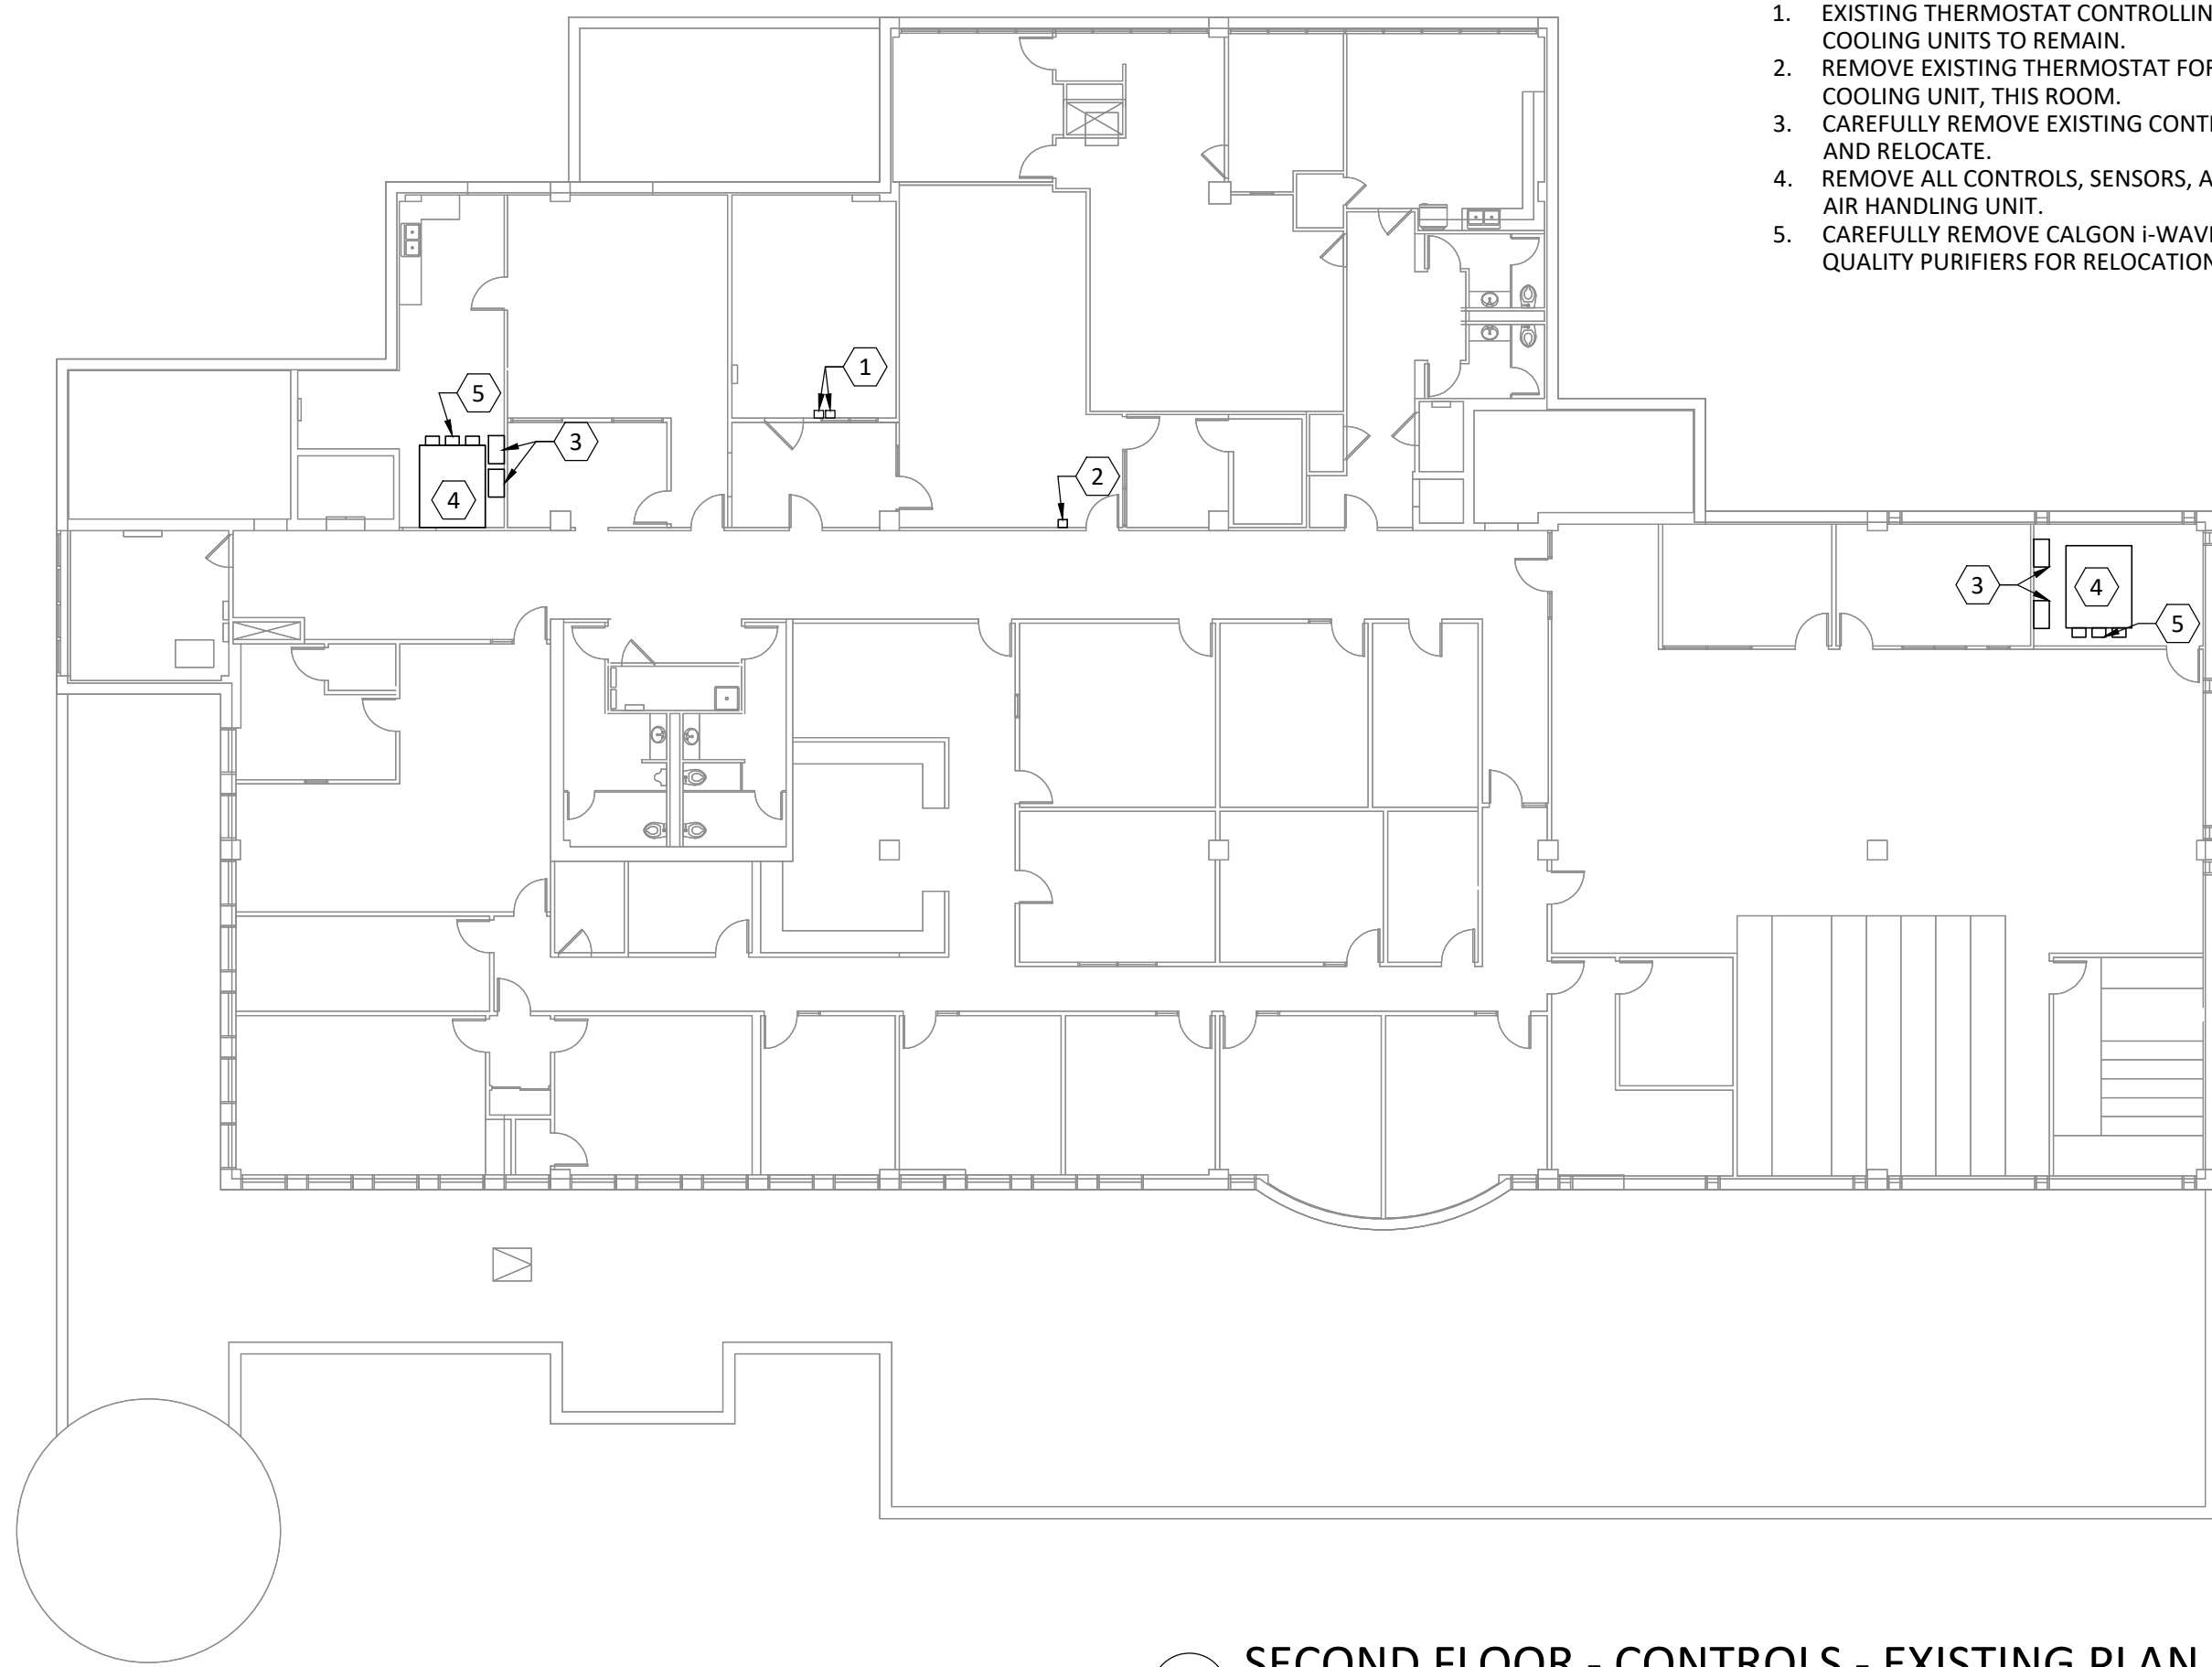 1. EXISTING THERMOSTAT CONTROLLIN
COOLING UNITS TO REMAIN.
2. REMOVE EXISTING THERMOSTAT FOR
COOLING UNIT, THIS ROOM.
3. CAREFULLY REMOVE EXISTING CONT
AND RELOCATE.
4. REMOVE ALL CONTROLS, SENSORS, A
AIR HANDLING UNIT.
5. CAREFULLY REMOVE CALGON i-WAV
QUALITY PURIFIERS FOR RELOCATION
1
5
3
2
4
3
4
5
SECOND FLOOR - CONTROLS - EXISTING PLAN